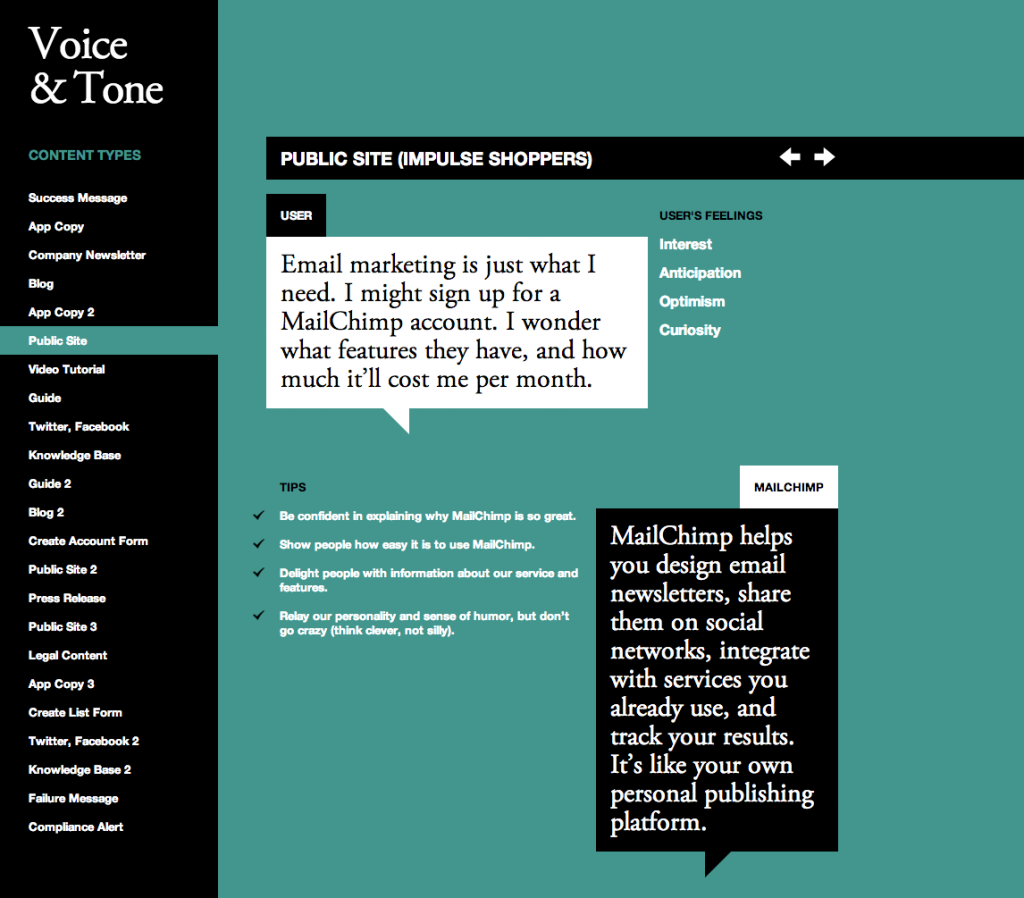 Voice
& Tone
CONTENT TYPES
Success Message
App Copy
Company Newsletter
Blog
App Copy 2
Public Site
Video Tutorial
Guide
Twitter, Facebook
Knowledge Base
Guide 2
Blog 2
Create Account Form
Public Site 2
Press Release
Public Site 3
Legal Content
App Copy 3
Create List Form
Twitter, Facebook 2
Knowledge Base 2
Failure Message
Compliance Alert
PUBLIC SITE (IMPULSE SHOPPERS)
USER
Email marketing is just what I
need. I might sign up for a
MailChimp account. I wonder
what features they have, and how
much it’ll cost me per month.
USER'S FEELINGS
Interest
Anticipation
Optimism
Curiosity
TIPS
Be confident in explaining why MailChimp is so great.
Show people how easy it is to use MailChimp.
Delight people with information about our service and
features.
Relay our personality and sense of humor, but don’t
go crazy (think clever, not silly).
MAILCHIMP
MailChimp helps
you design email
newsletters, share
them on social
networks, integrate
with services you
already use, and
track your results.
It’s like your own
personal publishing
platform.